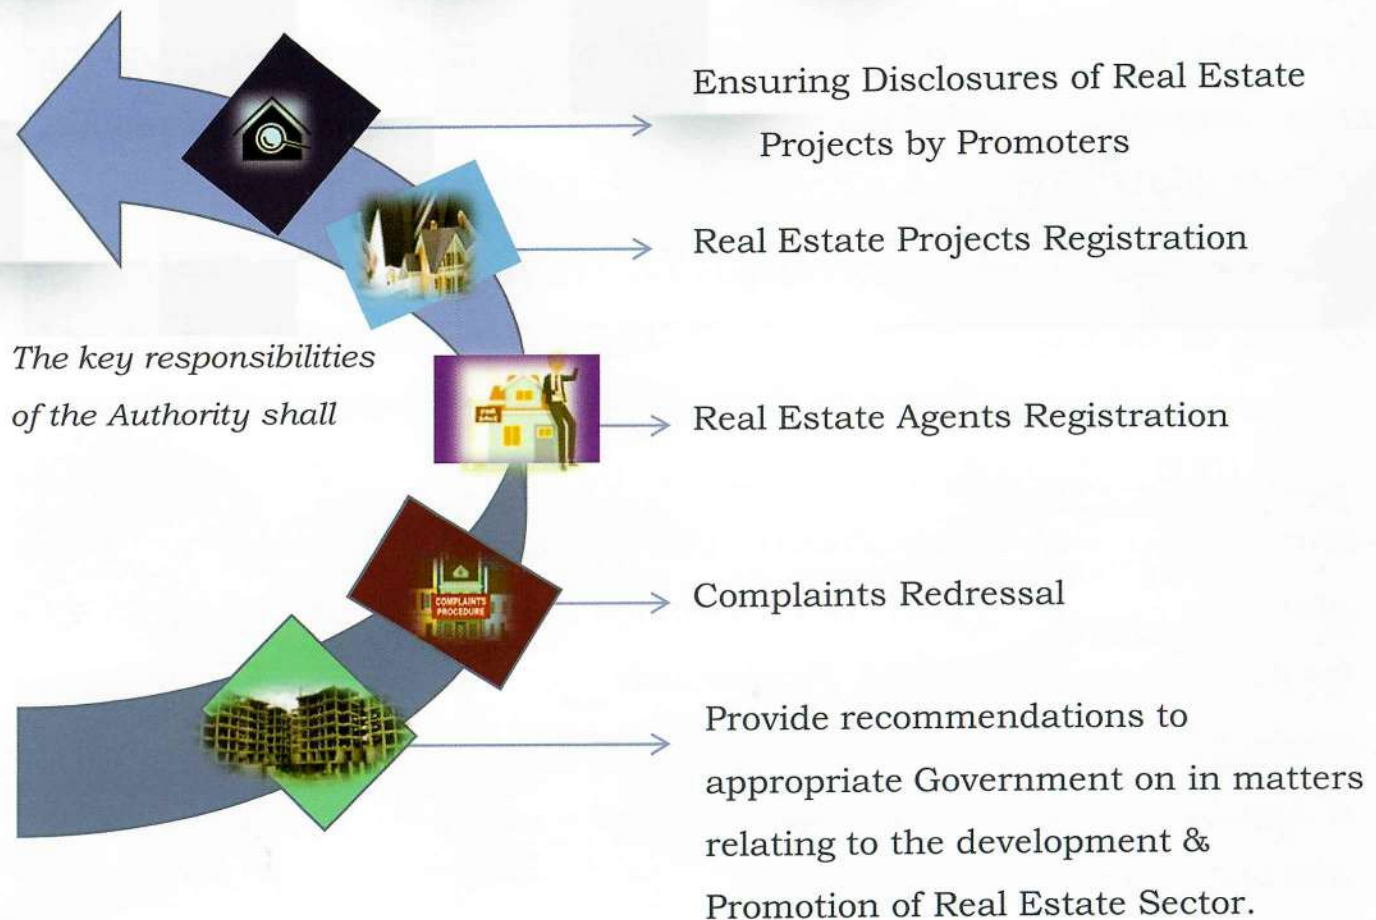 Ensuring Disclosures of Real Estate
Projects by Promoters
Real Estate Projects Registration
The key responsibilities
of the Authority shall
Real Estate Agents Registration
Complaints Redressal
COMPLAINTS
PROCEDURE
Provide recommendations to
appropriate Government on in matters
relating to the development &
Promotion of Real Estate Sector.